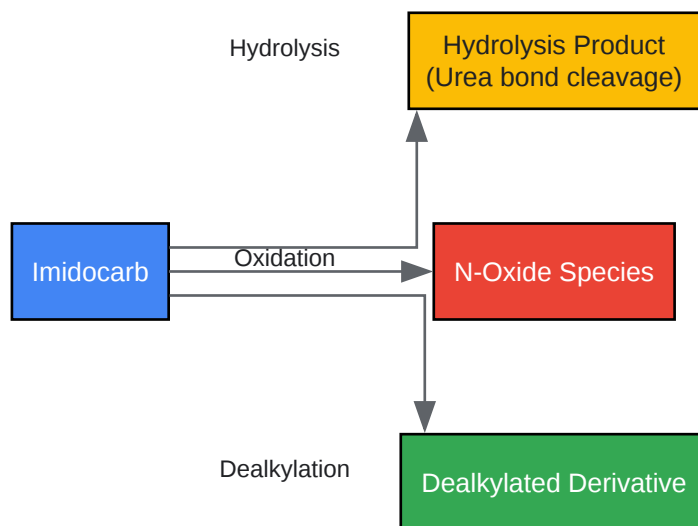 Hydrolysis
Hydrolysis Product
(Urea bond cleavage)
Imidocarb
Oxidation
N-Oxide Species
Dealkylation
Dealkylated Derivative